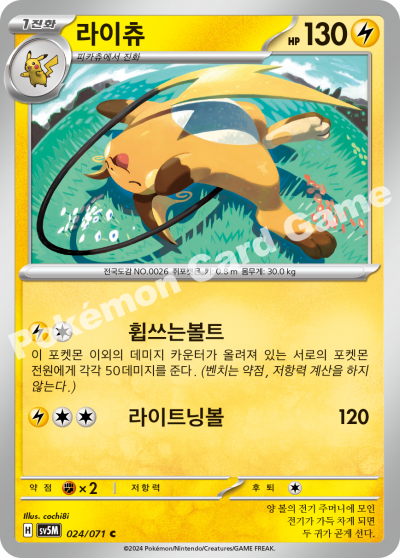 1진화
라이츄
HP 130
피카츄에서 진화
전국도감 NO.0026 쥐포켓몬 키: 0.8 m 몸무게: 30.0 kg
휩쓰는볼트
이 포켓몬 이외의 데미지 카운터가 올려져 있는 서로의 포켓몬
전원에게 각각 50데미지를 준다. (벤치는 약점, 저항력 계산을 하지
않는다.)
라이트닝볼 120
약 점 ×2 저 항 력 후 퇴
Illus. cochi8i
H sv5M 024/071 C
양 볼의 전기 주머니에 모인
전기가 가득 차게 되면
두 귀가 곧게 선다.
©2024 Pokémon/Nintendo/Creatures/GAME FREAK.
Pokémon Card Game